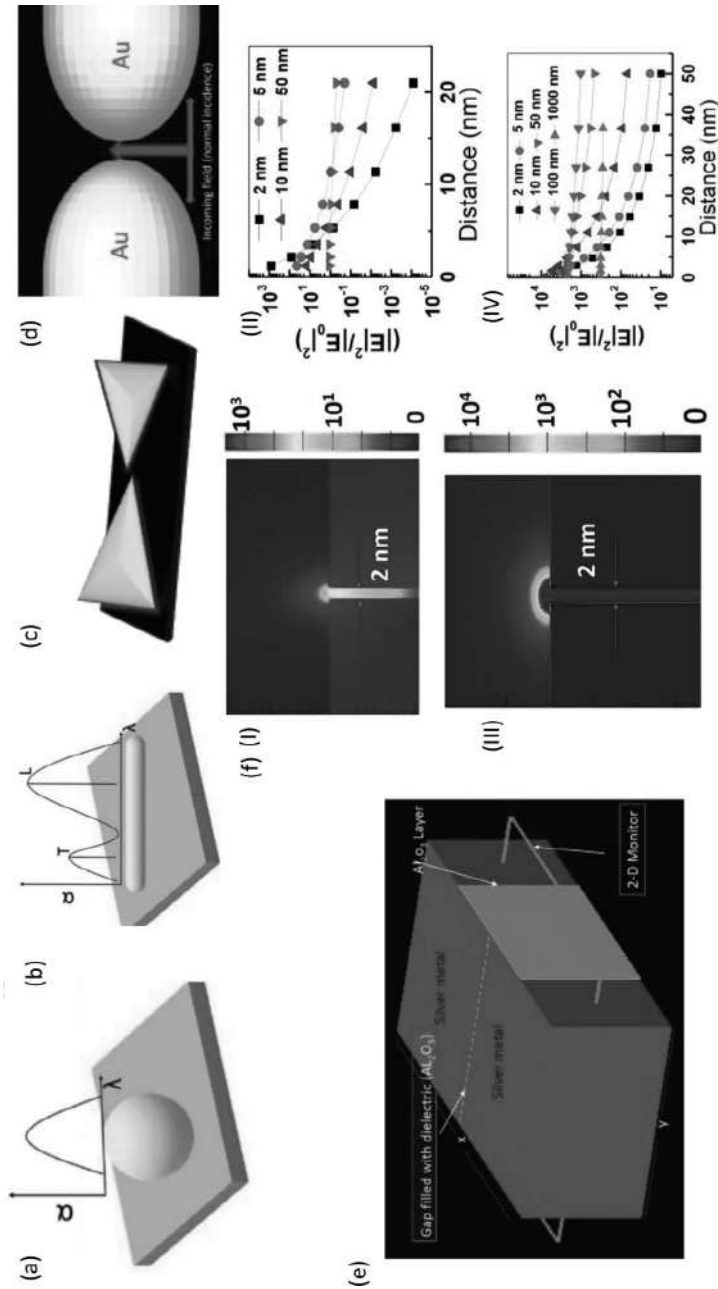 (a)
α
λ
(b)
α
T
L
λ
(c)
(d)
Au
Au
Incoming field (normal incidence)
(e)
Gap filled with dielectric (AL₂O₃)
Silver metal
Silver metal
Al₂O₃ Layer
2-D Monitor
x
y
(f) (I)
2 nm
10³
10¹
0
(II)
(|E|²/|E₀|²)
10³
10¹
10⁻¹
10⁻³
10⁻⁵
2 nm
5 nm
10 nm
50 nm
0
10
20
Distance (nm)
(III)
2 nm
10⁴
10³
10²
0
(IV)
(|E|²/|E₀|²)
10⁴
10³
10²
10¹
2 nm
5 nm
10 nm
50 nm
100 nm
1000 nm
0
10
20
30
40
50
Distance (nm)